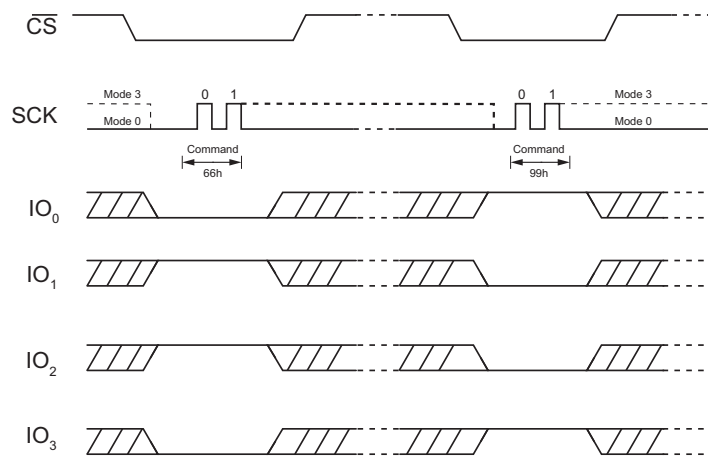 CS
Mode 3 0 1 0 1 Mode 3
SCK
Mode 0 Mode 0
Command Command
66h 99h
IO0
IO1
IO2
IO3